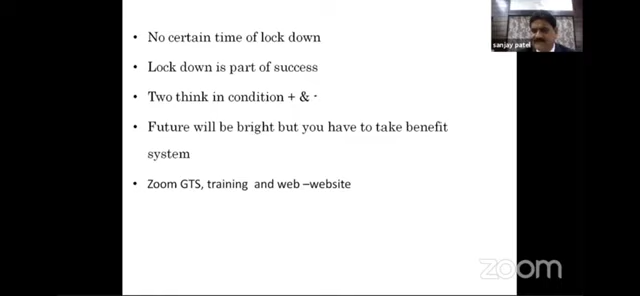 No certain time of lock down
Lock down is part of success
Two think in condition + & -
Future will be bright but you have to take benefit
system
Zoom GTS, training and web –website
sanjay patel
zoom